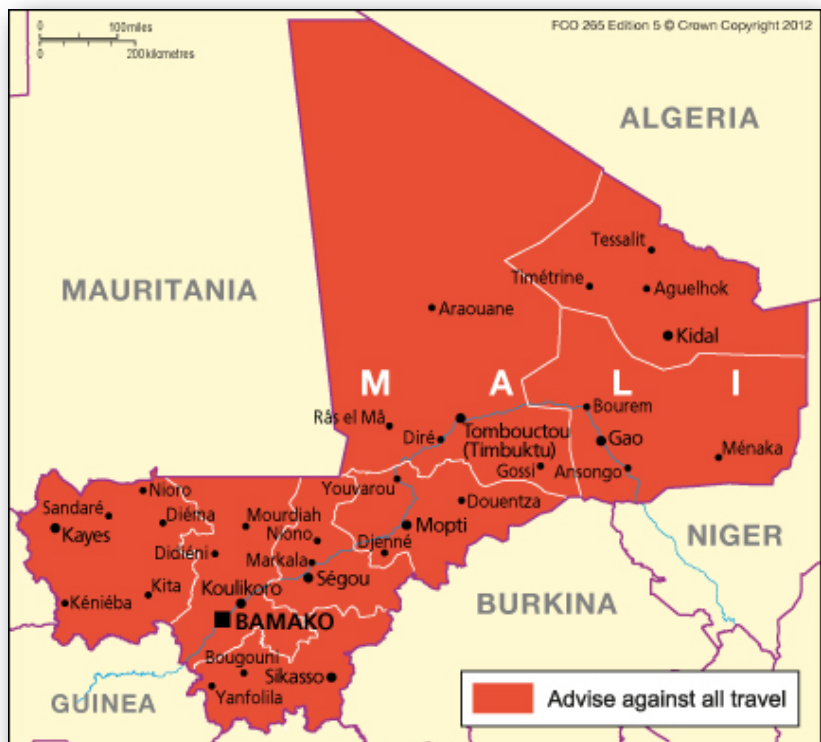 0 100miles
0 200kilometres
FCO 265 Edition 5 © Crown Copyright 2012
ALGERIA
MAURITANIA
Tessalit
Timétrine
Aguelhok
Araouane
Kidal
M A L I
Râs el Mâ
Diré
Tombouctou
(Timbuktu)
Gossi
Bourem
Gao
Ansongo
Ménaka
Youvarou
Douentza
Mopti
Djenné
Nioro
Sandaré
Diéma
Kayes
Mourdiah
Niono
Markala
Ségou
Kita
Kéniéba
Koulikoro
BAMAKO
Bougouni
Sikasso
Yanfolila
NIGER
BURKINA
GUINEA
Advise against all travel